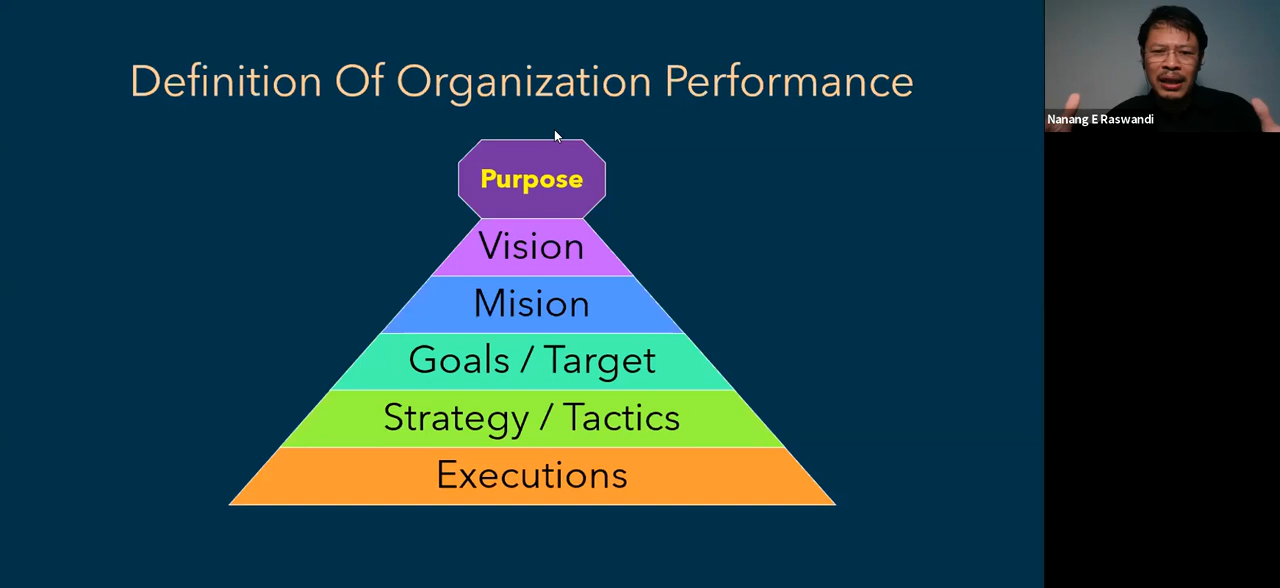 Definition Of Organization Performance
Nanang E Raswandi
Purpose
Vision
Mision
Goals / Target
Strategy / Tactics
Executions